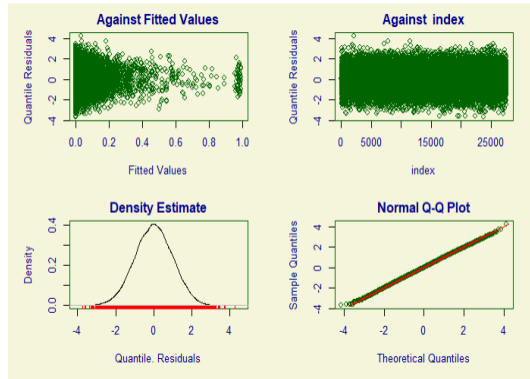 Against Fitted Values
Quantile Residuals
4
2
0
-2
-4
0.0 0.2 0.4 0.6 0.8 1.0
Fitted Values
Against index
Quantile Residuals
4
2
0
-2
-4
0 5000 15000 25000
index
Density Estimate
Density
0.4
0.0
-4 -2 0 2 4
Quantile. Residuals
Normal Q-Q Plot
Sample Quantiles
4
2
0
-2
-4
-4 -2 0 2 4
Theoretical Quantiles